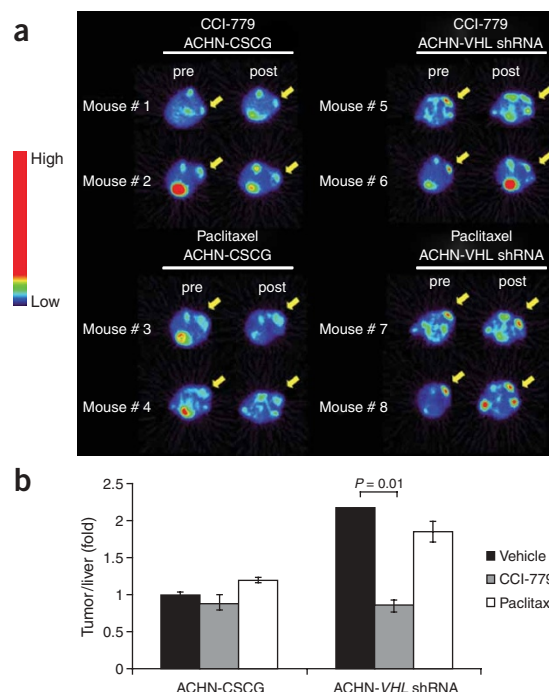 a
CCI-779
ACHN-CSCG
pre post
CCI-779
ACHN-VHL shRNA
pre post
Mouse # 1
Mouse # 5
Mouse # 2
Mouse # 6
High
Low
Paclitaxel
ACHN-CSCG
pre post
Paclitaxel
ACHN-VHL shRNA
pre post
Mouse # 3
Mouse # 7
Mouse # 4
Mouse # 8
b
Tumor/liver (fold)
2.5
2
1.5
1
0.5
0
P = 0.01
Vehicle
CCI-779
Paclitaxe
ACHN-CSCG
ACHN-VHL shRNA